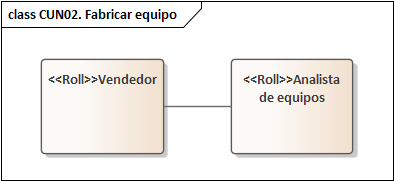 class CUN02. Fabricar equipo
<<Roll>>Vendedor
<<Roll>>Analista
de equipos